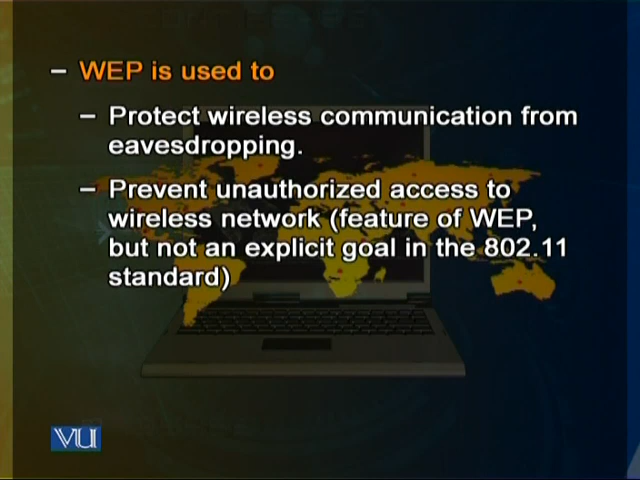 – WEP is used to
– Protect wireless communication from
eavesdropping.
– Prevent unauthorized access to
wireless network (feature of WEP,
but not an explicit goal in the 802.11
standard)
VU